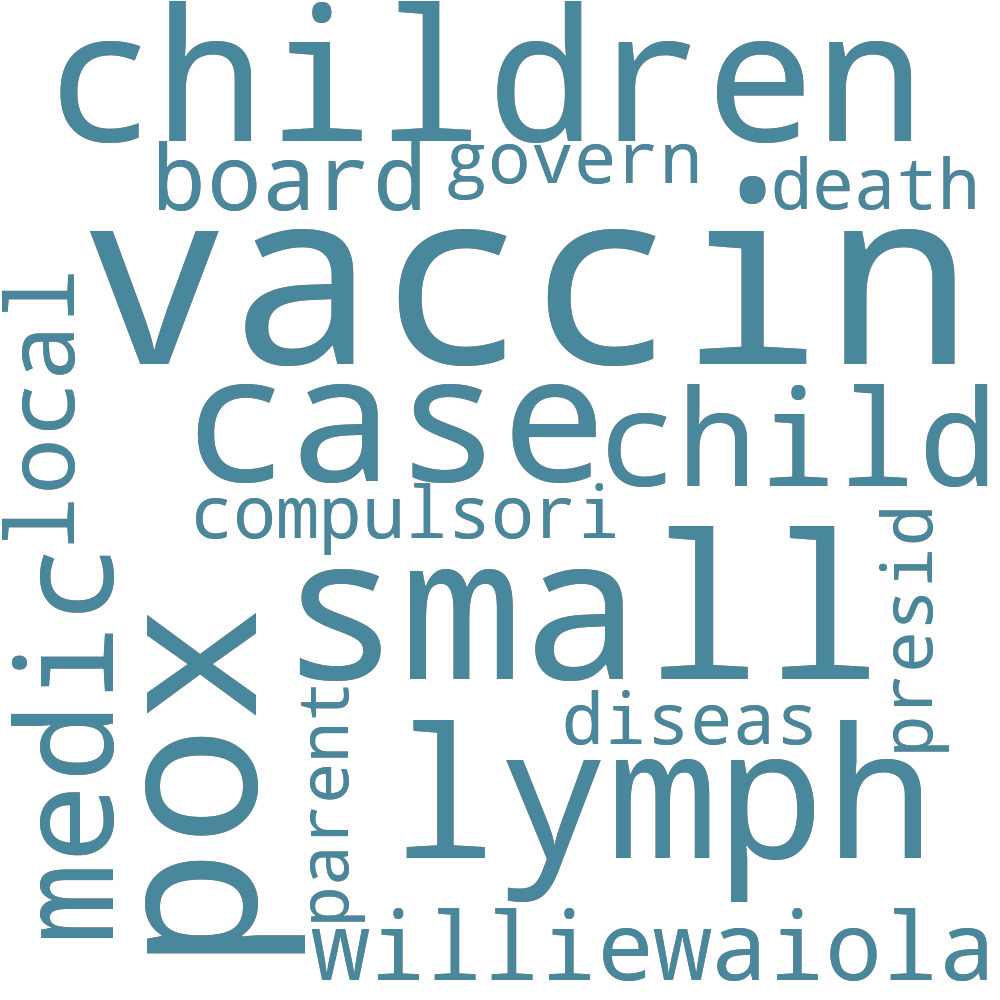 children
board
govern
death
vaccin
local
case
child
compulsori
medic
small
presid
pox
parent
diseas
lymph
williewaiola